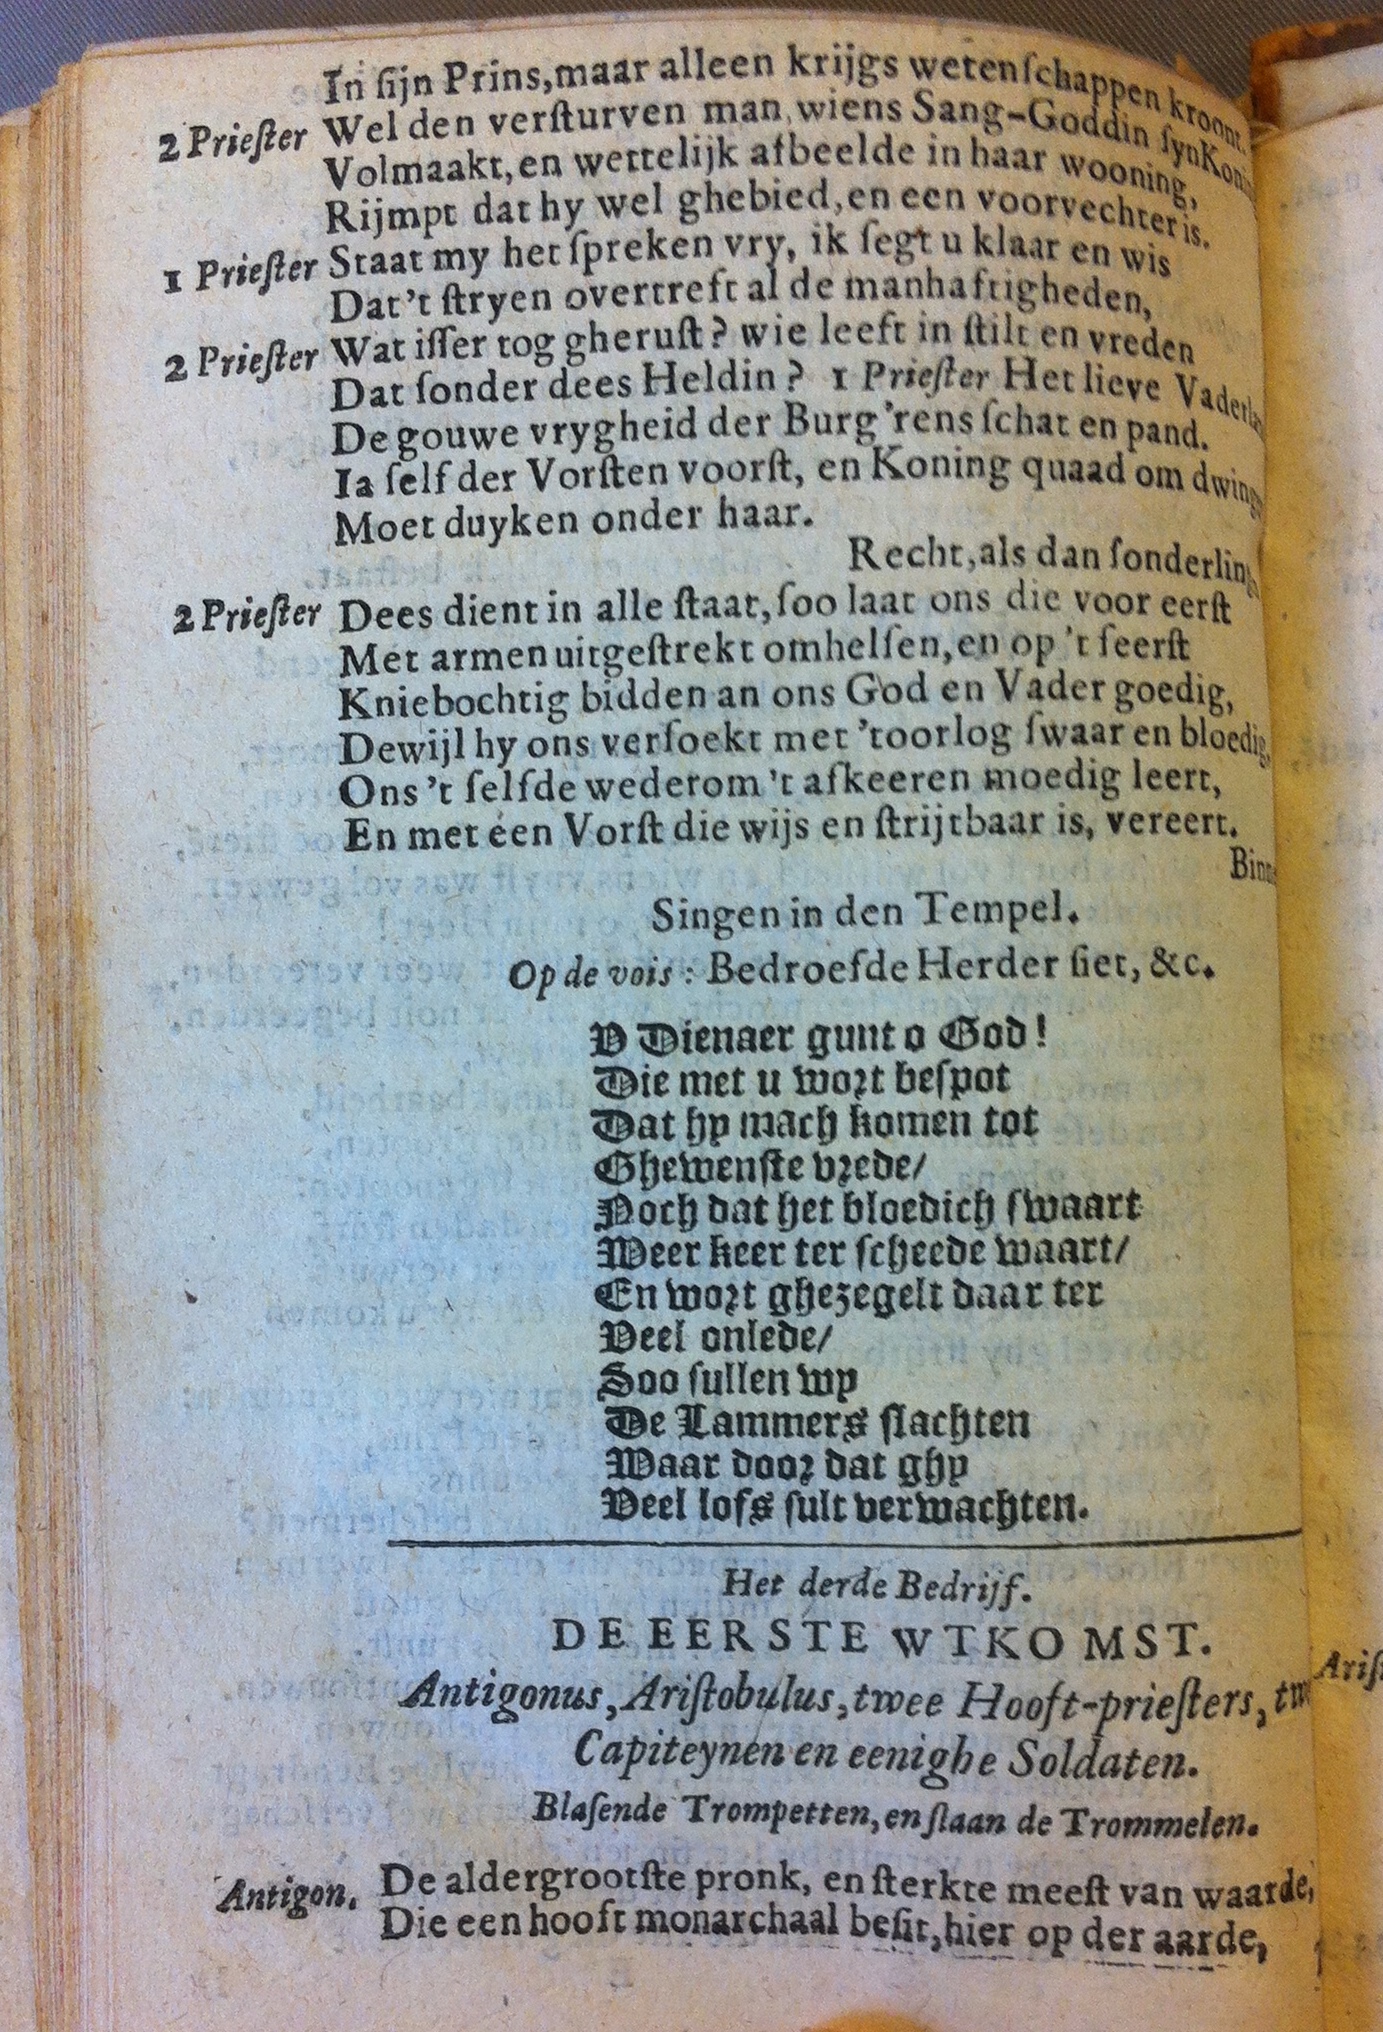 In ſijn Prins, maar alleen krijgs wetenſchappen kroont.
2 Prieſter Wel den verſturven man, wiens Sang-Goddin ſyn
Volmaakt, en wettelijk afbeelde in haar wooning,
Rijmpt dat hy wel ghebied, en een voorvechter is.
1 Prieſter Staat my het ſpreken vry, ik ſegt u klaar en wis
Dat 't ſtryen overtreft al de manhaftigheden,
2 Prieſter Wat iſſer tog gheruſt? wie leeft in ſtilt en vreden
Dat ſonder dees Heldin? 1 Prieſter Het lieve
De gouwe vrygheid der Burg 'rens ſchat en pand.
Ia ſelf der Vorſten voorſt, en Koning quaad om
Moet duyken onder haar.
Recht, als dan
2 Prieſter Dees dient in alle ſtaat, ſoo laat ons die voor eerſt
Met armen uitgeſtrekt omhelſen, en op 't ſeerſt
Kniebochtig bidden an ons God en Vader goedig,
Dewijl hy ons verſoekt met 'toorlog ſwaar en bloedig,
Ons 't ſelfde wederom 't afkeeren moedig leert,
En met een Vorſt die wijs en ſtrijtbaar is, vereert.
Singen in den Tempel.
Op de vois: Bedroefde Herder ſiet, &c.
V Dienaer gunt o God!
Die met u wort beſpot
Dat hy mach komen tot
Ghewenſte vrede/
Noch dat het bloedich ſwaart
Weer keer ter ſcheede waart/
En wort ghezegelt daar ter
Veel onlede/
Soo ſullen wy
De Lammers ſlachten
Waar door dat ghy
Veel lofs ſult verwachten.
Het derde Bedrijf.
DE EERSTE WTKOMST.
Antigonus, Ariſtobulus, twee Hooft-prieſters,
Capiteynen en eenighe Soldaten.
Blaſende Trompetten, en ſlaan de Trommelen.
Antigon. De aldergrootſte pronk, en ſterkte meeſt van waarde,
Die een hooft monarchaal beſit, hier op der aarde,